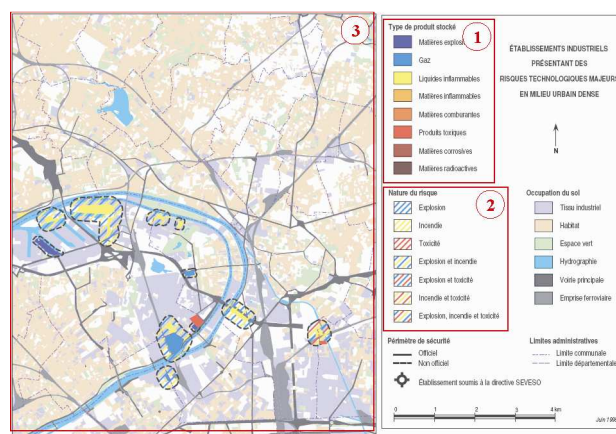 3
1
2
Type de produit stocké
Matières explos
Gaz
Liquides inflammables
Matières inflammables
Matières comburantes
Produits toxiques
Matières corrosives
Matières radioactives
ÉTABLISSEMENTS INDUSTRIELS
PRÉSENTANT DES
RISQUES TECHNOLOGIQUES MAJEURS
EN MILIEU URBAIN DENSE
N
Nature du risque
Explosion
Incendie
Toxicité
Explosion et incendie
Explosion et toxicité
Incendie et toxicité
Explosion, incendie et toxicité
Occupation du sol
Tissu industriel
Habitat
Espace vert
Hydrographie
Voirie principale
Emprise ferroviaire
Périmètre de sécurité
Officiel
Non officiel
Etablissement soumis à la directive SEVESO
Limites administratives
Limite communale
Limite départementale
0 1 2 3 4 km
Juin 199